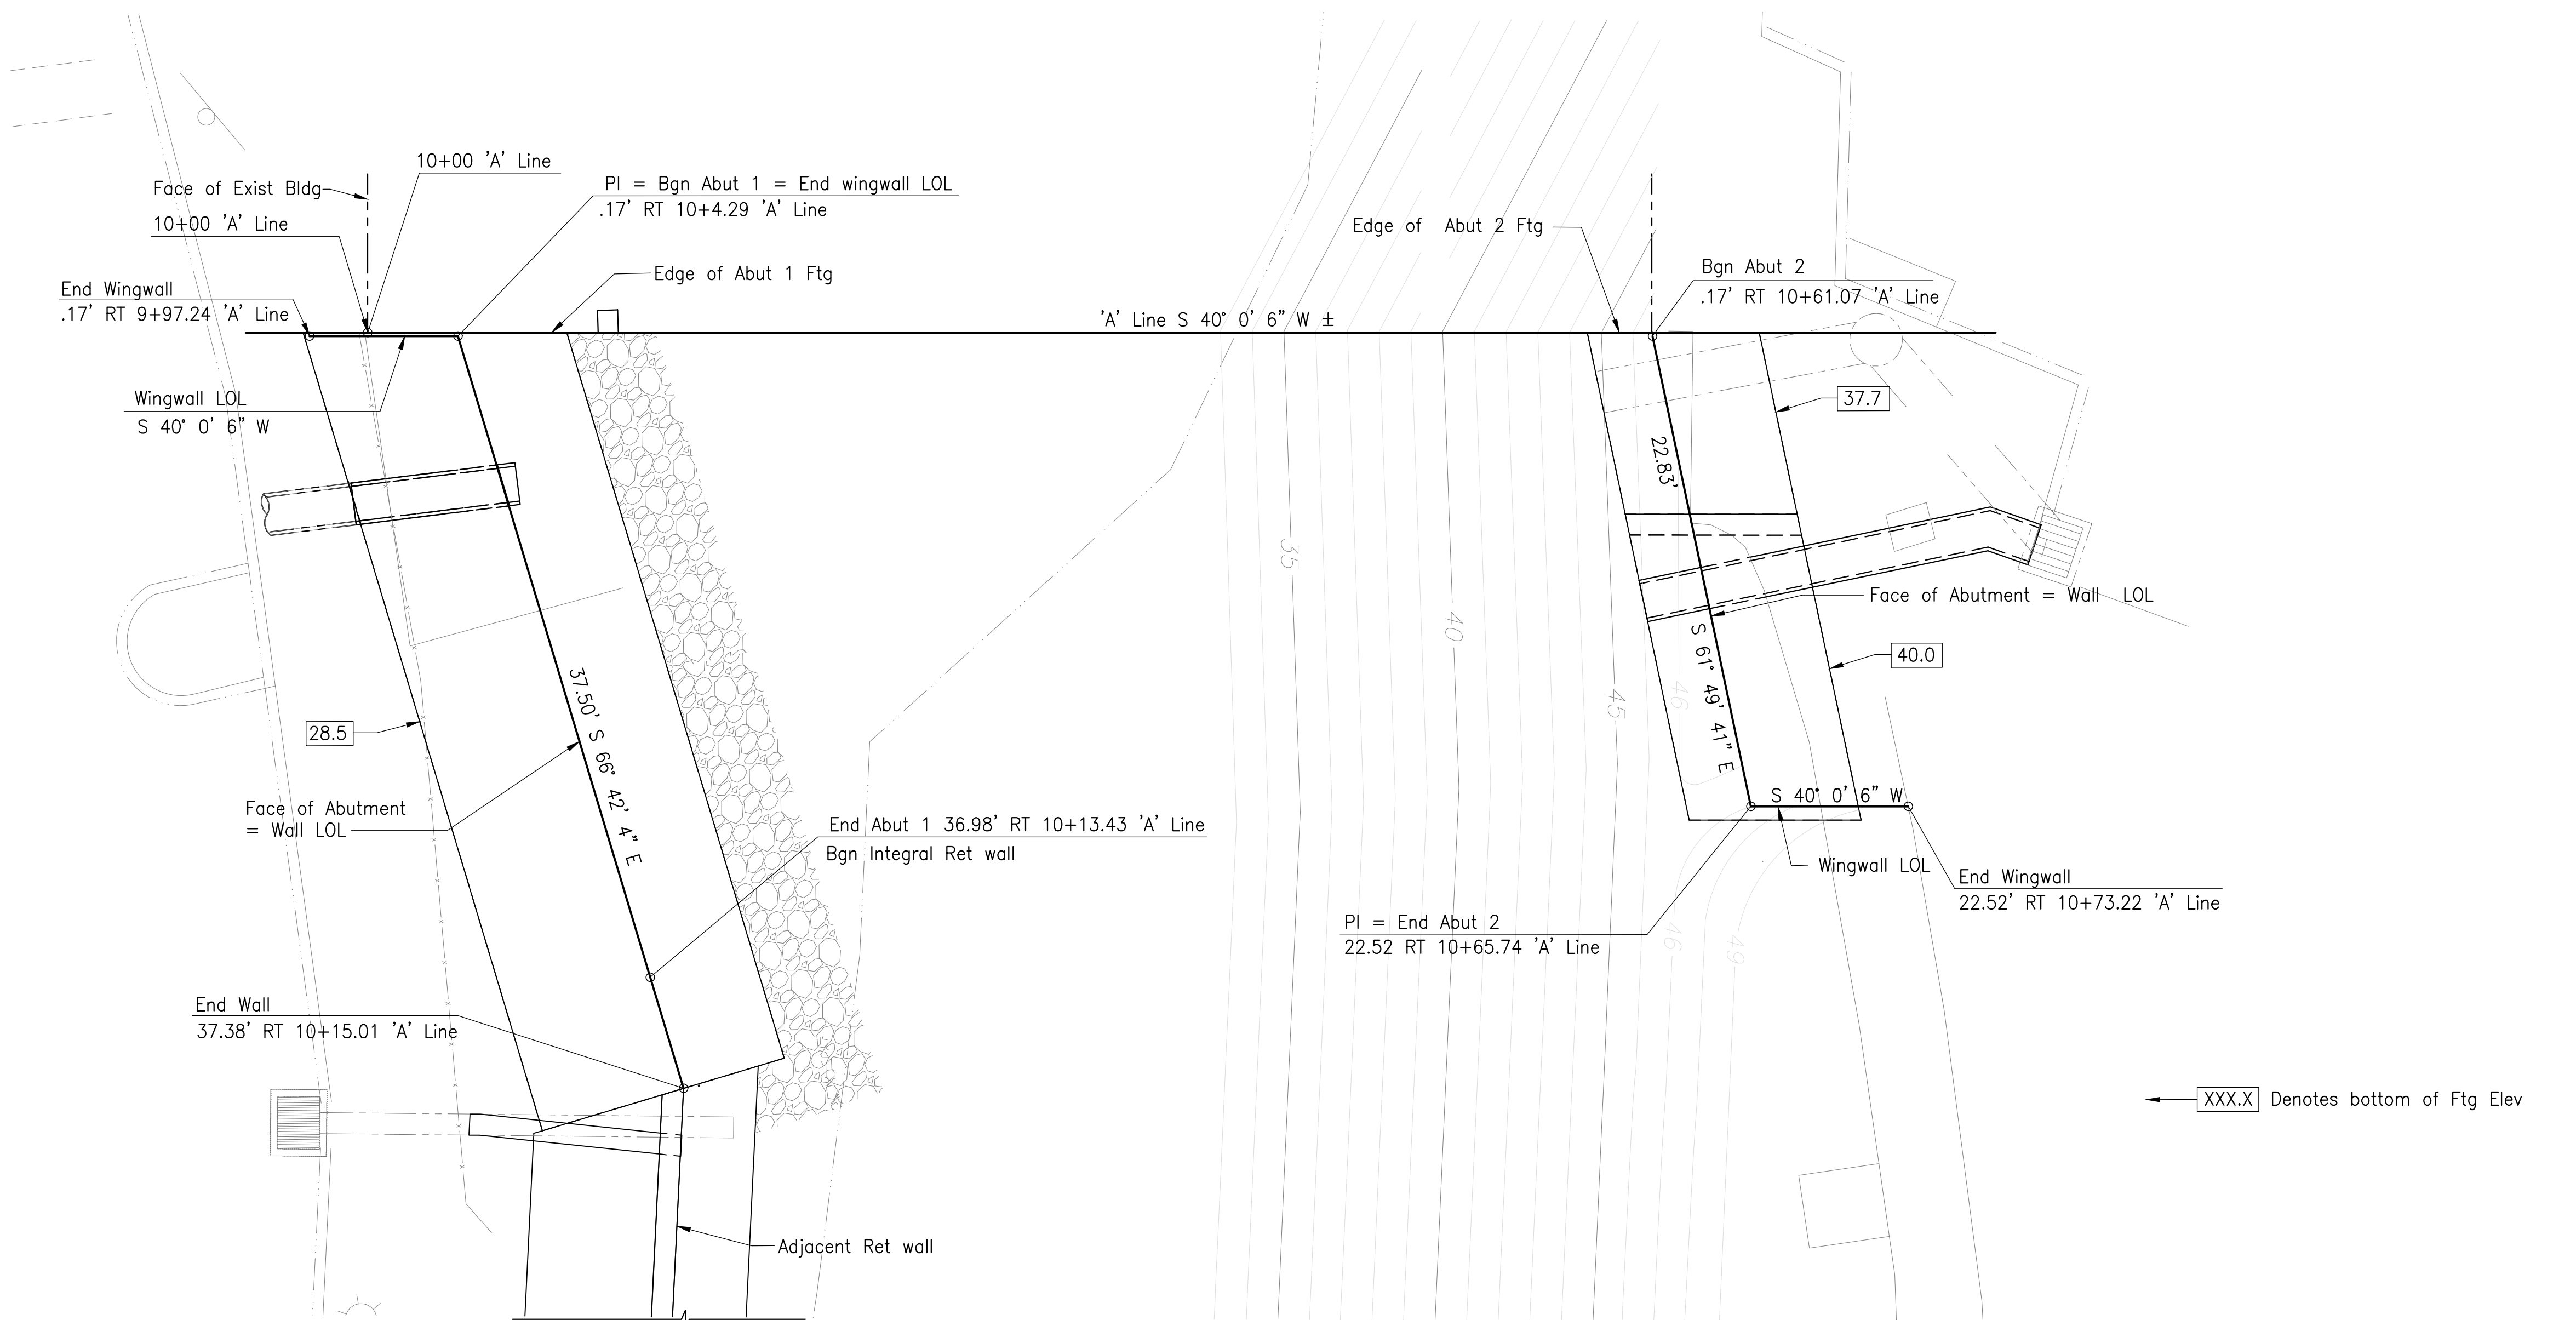 10+00 'A' Line
Face of Exist Bldg
10+00 'A' Line
PI = Bgn Abut 1 = End wingwall LOL
.17' RT 10+4.29 'A' Line
Edge of Abut 1 Ftg
End Wingwall
.17' RT 9+97.24 'A' Line
Wingwall LOL
S 40° 0' 6" W
'A' Line S 40° 0' 6" W ±
Edge of Abut 2 Ftg
Bgn Abut 2
.17' RT 10+61.07 'A' Line
37.7
22.83'
S 61° 49' 41" E
Face of Abutment = Wall LOL
40.0
35
40
45
46
28.5
37.50' S 66° 42' 4" E
Face of Abutment
= Wall LOL
End Abut 1 36.98' RT 10+13.43 'A' Line
Bgn Integral Ret wall
S 40° 0' 6" W
Wingwall LOL
End Wingwall
22.52' RT 10+73.22 'A' Line
PI = End Abut 2
22.52 RT 10+65.74 'A' Line
46
49
End Wall
37.38' RT 10+15.01 'A' Line
Adjacent Ret wall
XXX.X Denotes bottom of Ftg Elev